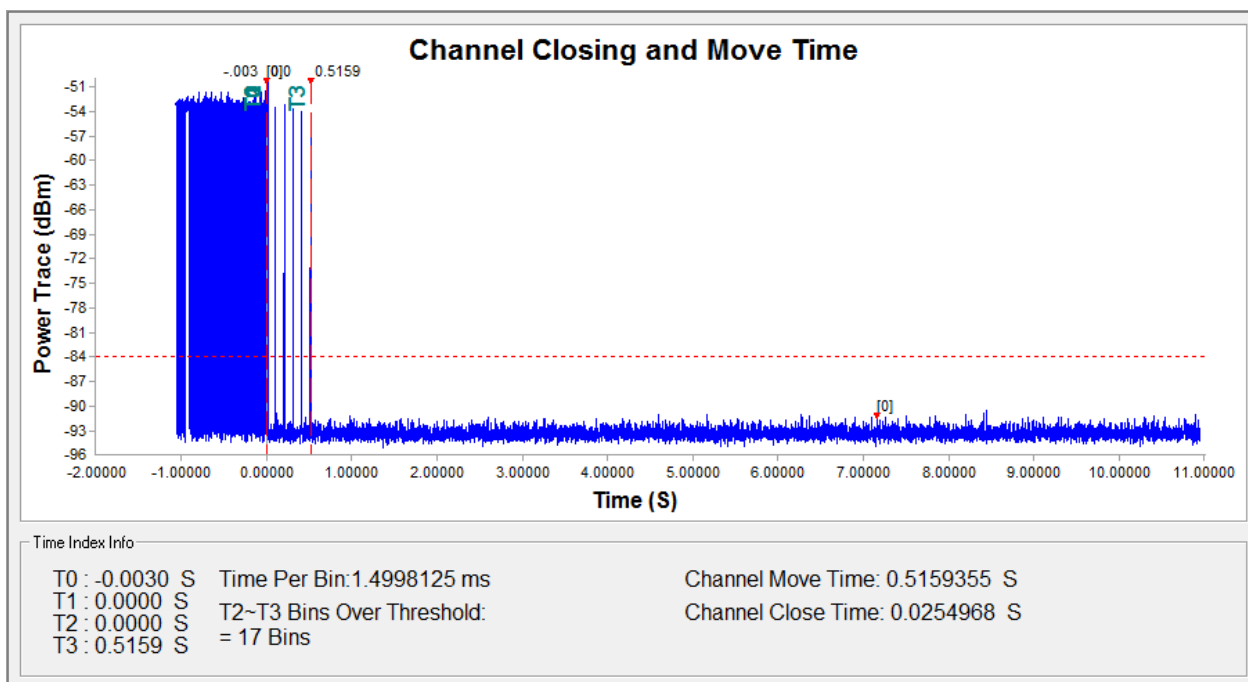 Channel Closing and Move Time
-.003 [0] 0 0.5159
T3
Power Trace (dBm)
-51
-54
-57
-60
-63
-66
-69
-72
-75
-78
-81
-84
-87
-90
-93
-96
[0]
-2.00000 -1.00000 0.00000 1.00000 2.00000 3.00000 4.00000 5.00000 6.00000 7.00000 8.00000 9.00000 10.00000 11.00000
Time (S)
Time Index Info
T0 : -0.0030 S
T1 : 0.0000 S
T2 : 0.0000 S
T3 : 0.5159 S
Time Per Bin:1.4998125 ms
T2~T3 Bins Over Threshold:
= 17 Bins
Channel Move Time: 0.5159355 S
Channel Close Time: 0.0254968 S